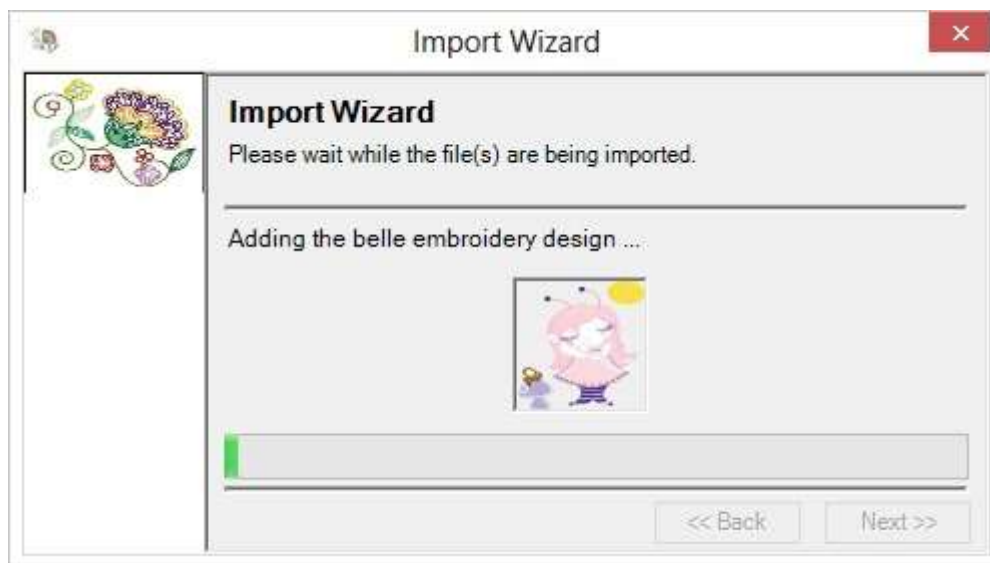 Import Wizard
Import Wizard
Please wait while the file(s) are being imported.
Adding the belle embroidery design ...
<< Back
Next >>